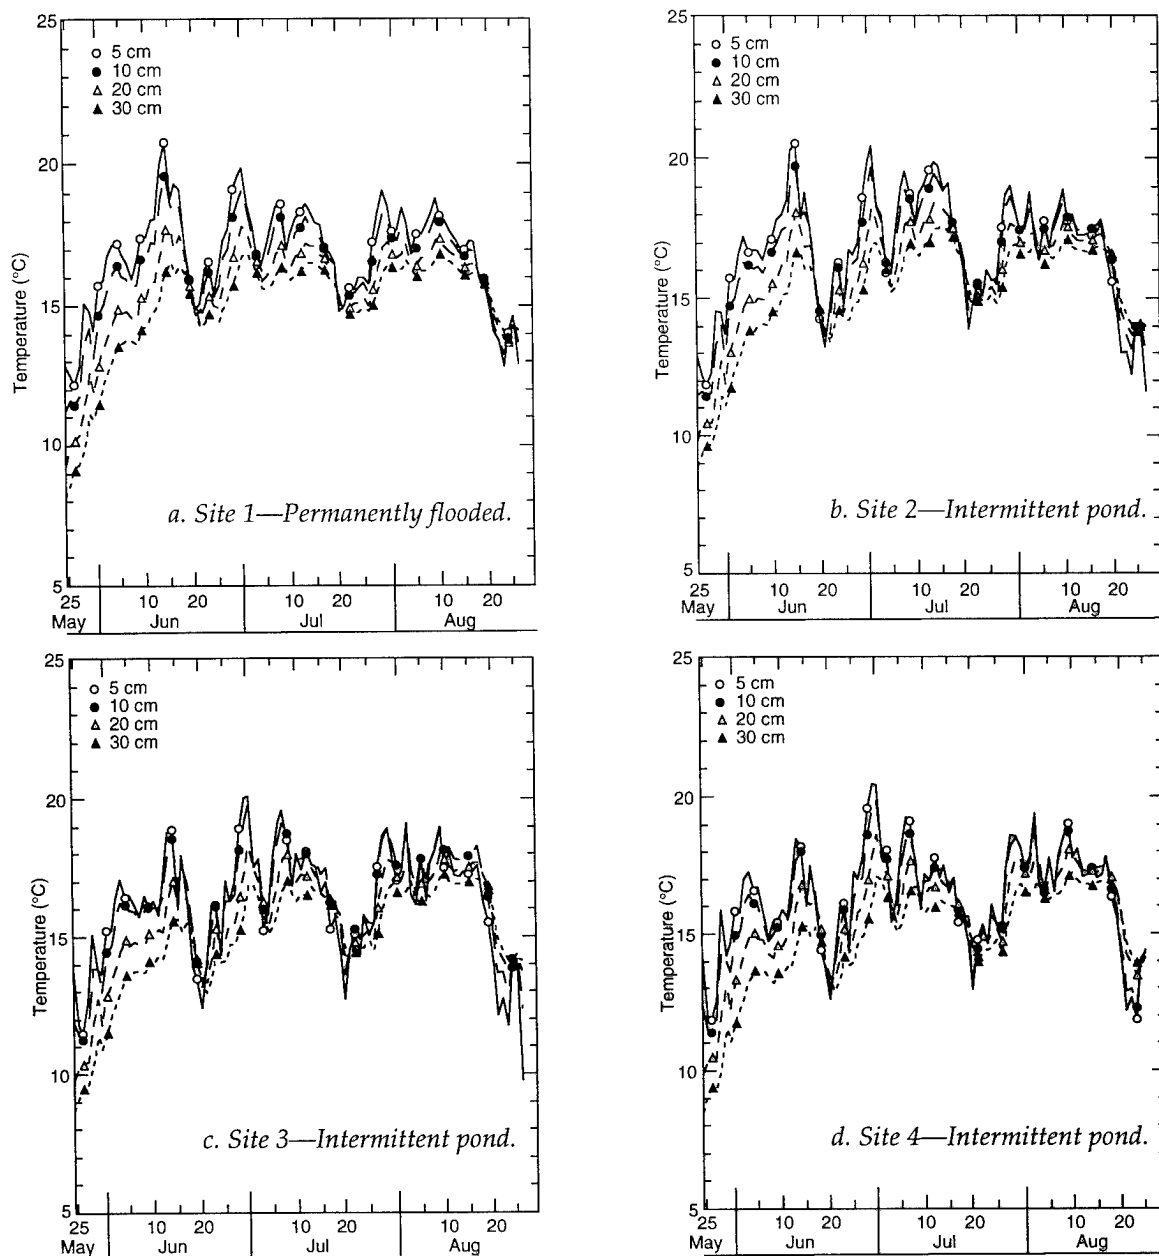 25
20
15
10
5
Temperature (°C)
5 cm
10 cm
20 cm
30 cm
a. Site 1—Permanently flooded.
25 10 20 10 20 10 20
May Jun Jul Aug
25
20
15
10
5
Temperature (°C)
5 cm
10 cm
20 cm
30 cm
b. Site 2—Intermittent pond.
25 10 20 10 20 10 20
May Jun Jul Aug
25
20
15
10
5
Temperature (°C)
5 cm
10 cm
20 cm
30 cm
c. Site 3—Intermittent pond.
25 10 20 10 20 10 20
May Jun Jul Aug
25
20
15
10
5
Temperature (°C)
5 cm
10 cm
20 cm
30 cm
d. Site 4—Intermittent pond.
25 10 20 10 20 10 20
May Jun Jul Aug